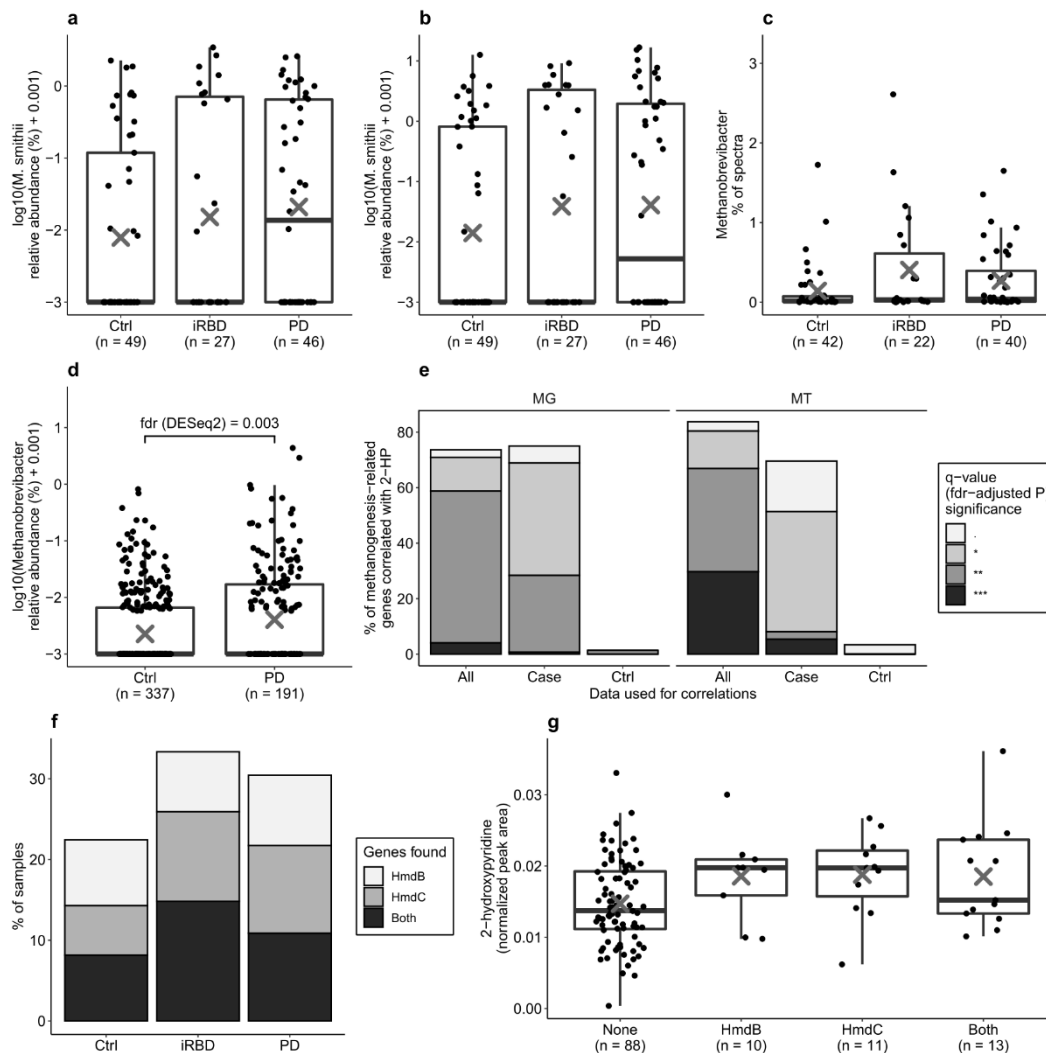 a
log10(M. smithii
relative abundance (%) + 0.001)
0
−1
−2
−3
Ctrl
(n = 49)
iRBD
(n = 27)
PD
(n = 46)
b
log10(M. smithii
relative abundance (%) + 0.001)
1
0
−1
−2
−3
Ctrl
(n = 49)
iRBD
(n = 27)
PD
(n = 46)
c
Methanobrevibacter
% of spectra
3
2
1
0
Ctrl
(n = 42)
iRBD
(n = 22)
PD
(n = 40)
d
log10(Methanobrevibacter
relative abundance (%) + 0.001)
fdr (DESeq2) = 0.003
1
0
−1
−2
−3
Ctrl
(n = 337)
PD
(n = 191)
e
MG
MT
% of methanogenesis−related
genes correlated with 2−HP
80
60
40
20
0
All
Case
Ctrl
All
Case
Ctrl
Data used for correlations
q−value
(fdr−adjusted P
significance
.
*
**
***
f
% of samples
30
20
10
0
Ctrl
iRBD
PD
Genes found
HmdB
HmdC
Both
g
2−hydroxypyridine
(normalized peak area)
0.03
0.02
0.01
0.00
None
(n = 88)
HmdB
(n = 10)
HmdC
(n = 11)
Both
(n = 13)